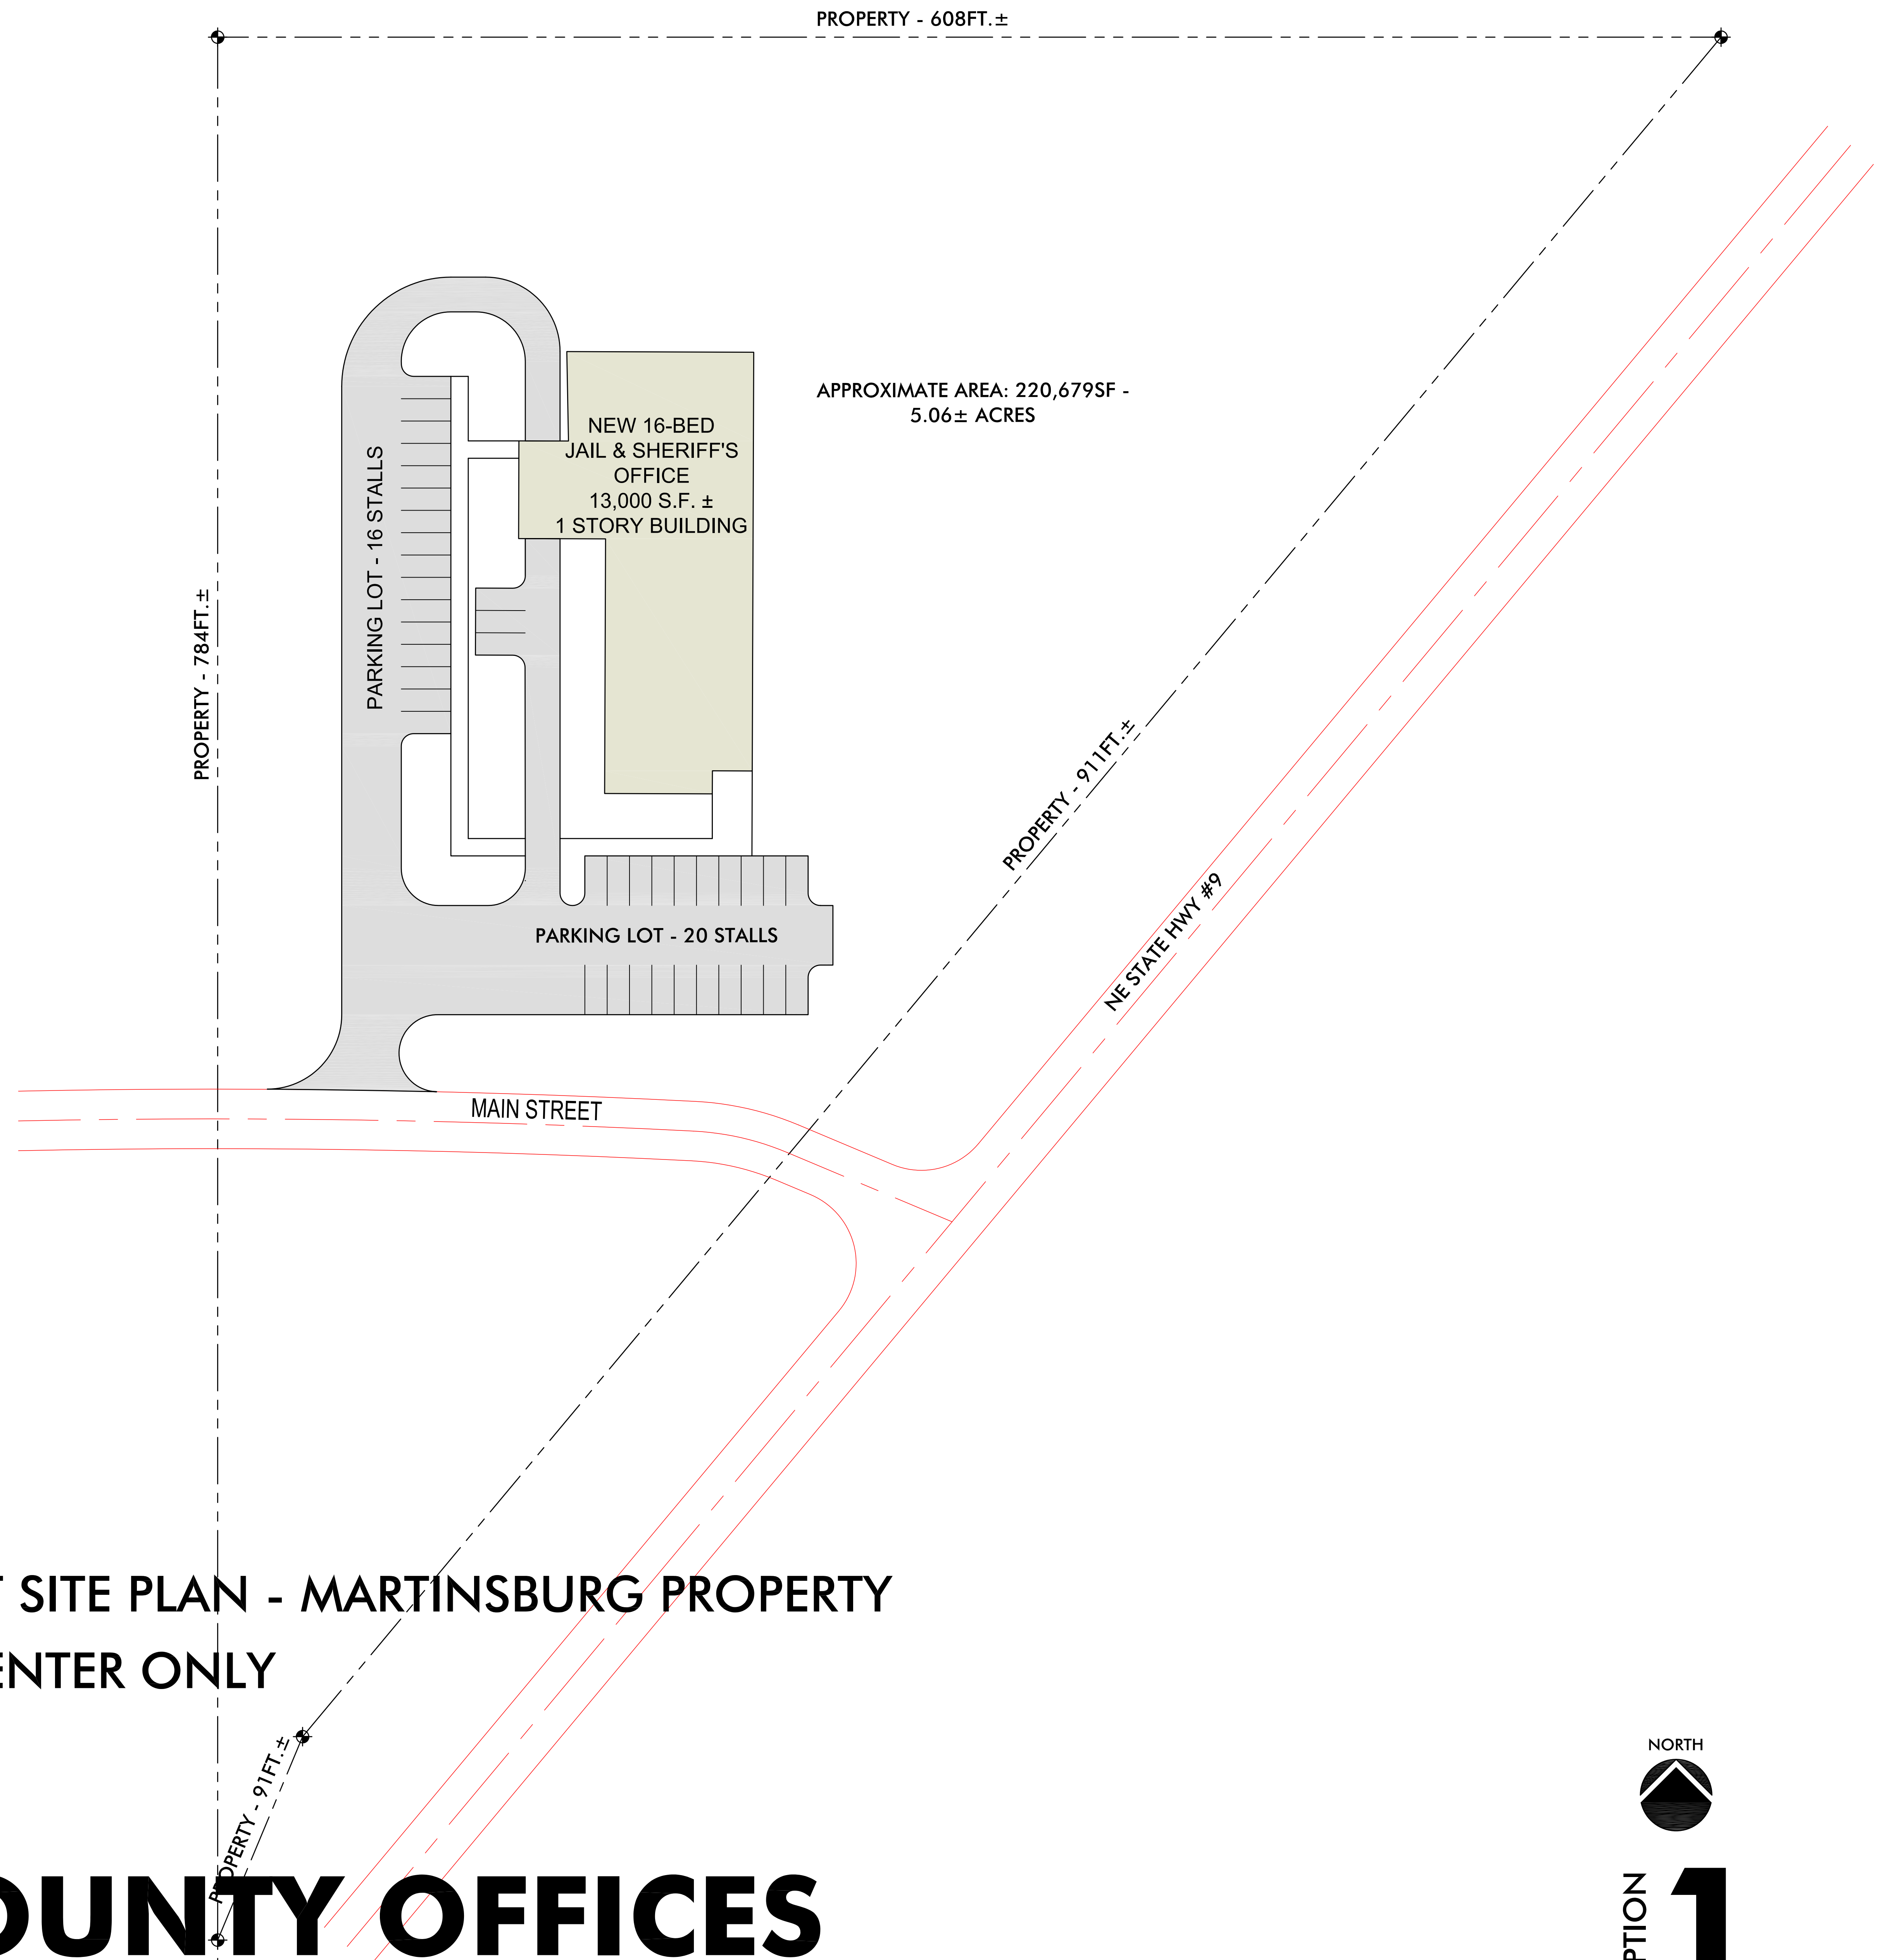 PROPERTY - 608FT.±
APPROXIMATE AREA: 220,679SF -
5.06± ACRES
NEW 16-BED
JAIL & SHERIFF'S
OFFICE
13,000 S.F. ±
1 STORY BUILDING
PARKING LOT - 16 STALLS
PROPERTY - 784FT.±
PROPERTY - 911FT.±
NE STATE HWY #9
PARKING LOT - 20 STALLS
MAIN STREET
SITE PLAN - MARTINSBURG PROPERTY
ENTER ONLY
PROPERTY - 91FT.±
NORTH
OUNTY OFFICES
PTION
1